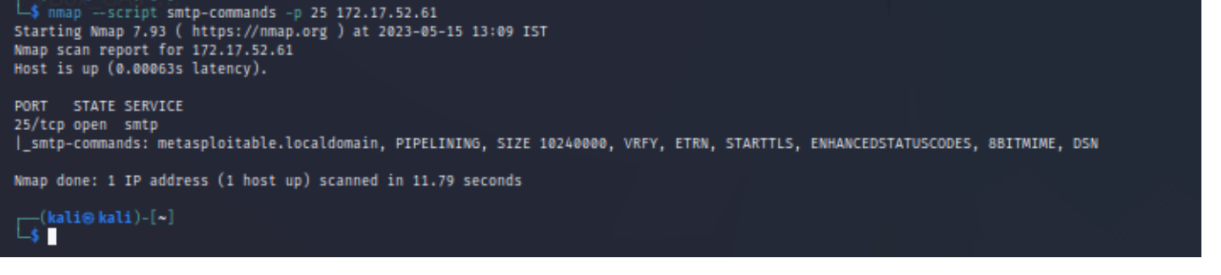 └─$ nmap --script smtp-commands -p 25 172.17.52.61
Starting Nmap 7.93 ( https://nmap.org ) at 2023-05-15 13:09 IST
Nmap scan report for 172.17.52.61
Host is up (0.00063s latency).
PORT   STATE SERVICE
25/tcp open  smtp
|_smtp-commands: metasploitable.localdomain, PIPELINING, SIZE 10240000, VRFY, ETRN, STARTTLS, ENHANCEDSTATUSCODES, 8BITMIME, DSN
Nmap done: 1 IP address (1 host up) scanned in 11.79 seconds
┌──(kali㉿kali)-[~]
└─$